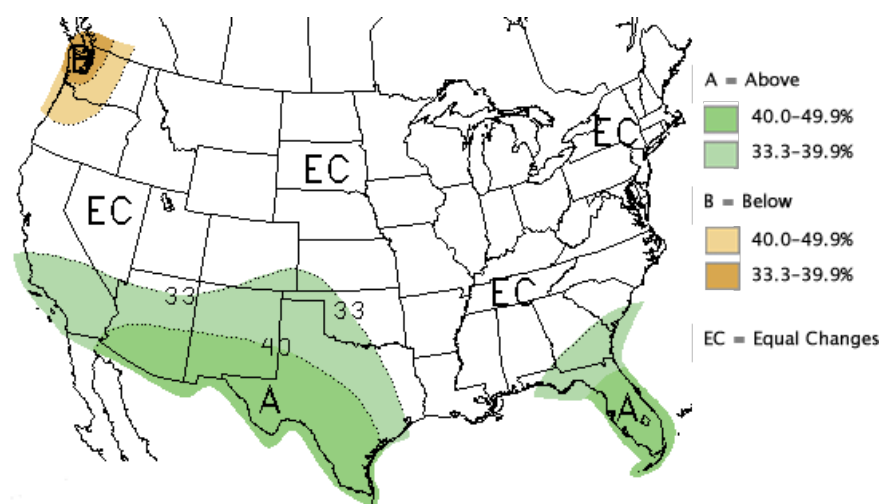 B
EC
EC
EC
33
33
EC
40
A
A
A = Above
40.0-49.9%
33.3-39.9%
B = Below
40.0-49.9%
33.3-39.9%
EC = Equal Changes